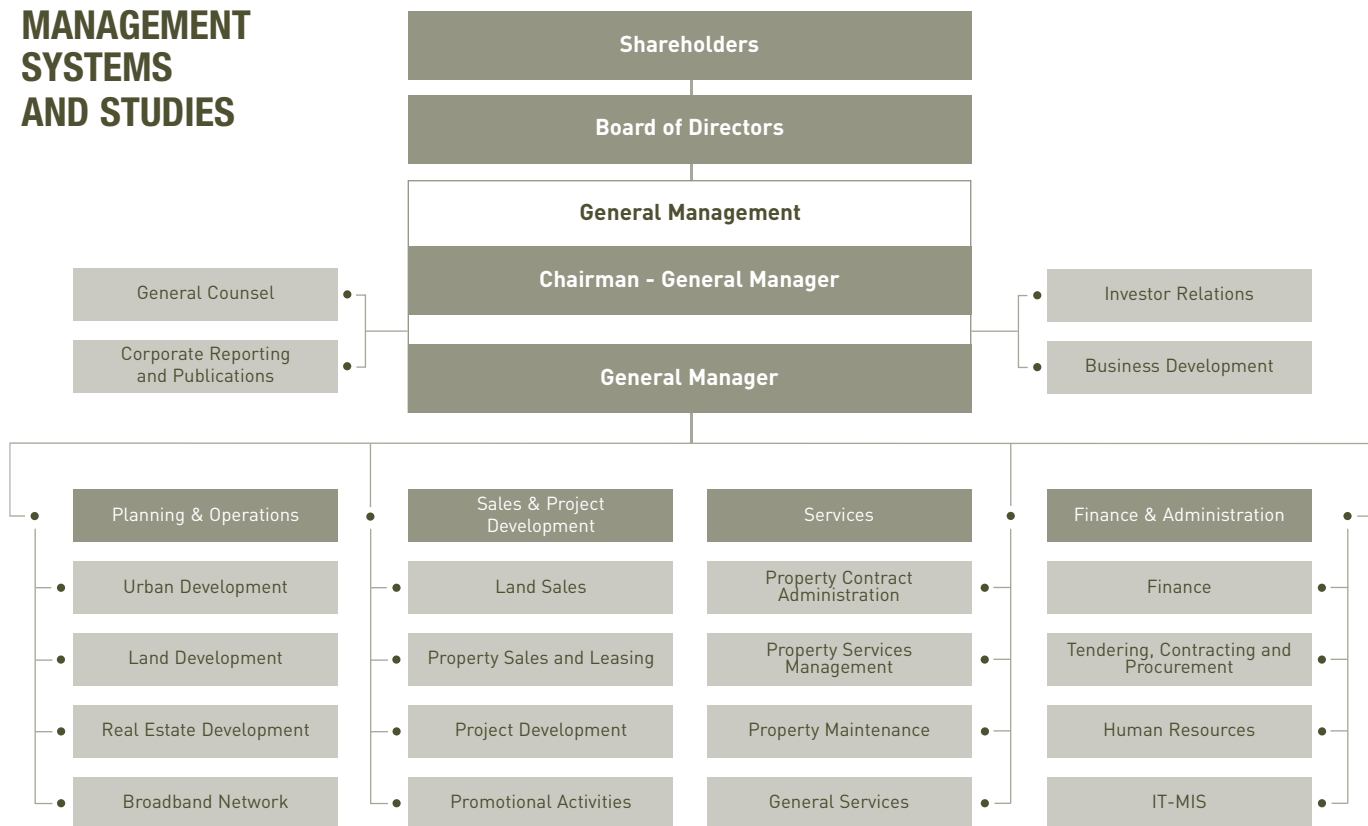 MANAGEMENT
SYSTEMS
AND STUDIES
Shareholders
Board of Directors
General Management
Chairman - General Manager
General Manager
General Counsel
Corporate Reporting
and Publications
Investor Relations
Business Development
Planning & Operations
Urban Development
Land Development
Real Estate Development
Broadband Network
Sales & Project
Development
Land Sales
Property Sales and Leasing
Project Development
Promotional Activities
Services
Property Contract
Administration
Property Services
Management
Property Maintenance
General Services
Finance & Administration
Finance
Tendering, Contracting and
Procurement
Human Resources
IT-MIS